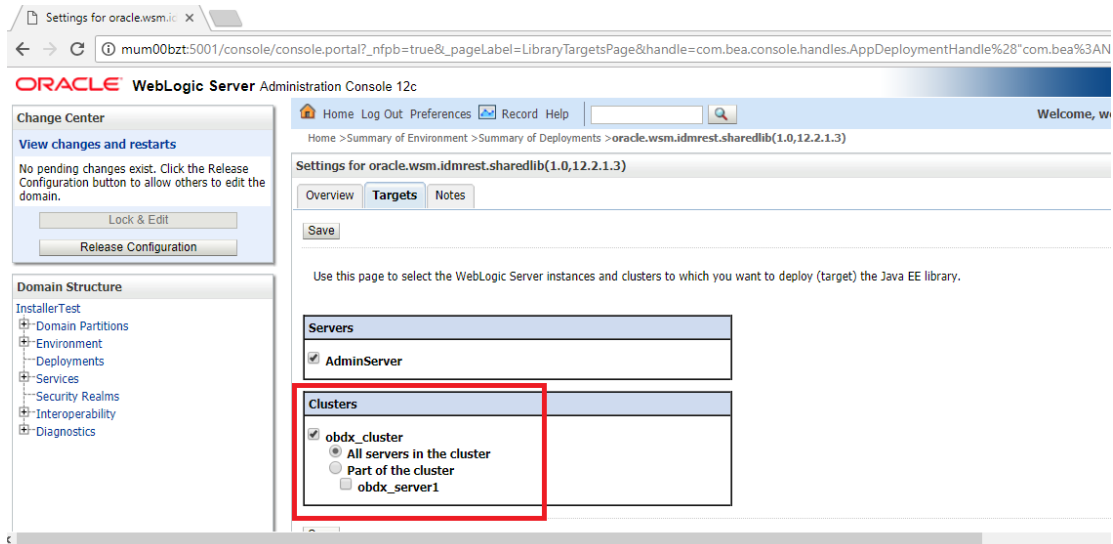 Settings for oracle.wsm.ic
mum00bzt:5001/console/console.portal?_nfpb=true&_pageLabel=LibraryTargetsPage&handle=com.bea.console.handles.AppDeploymentHandle%28"com.bea%3AN
ORACLE WebLogic Server Administration Console 12c
Change Center
View changes and restarts
No pending changes exist. Click the Release
Configuration button to allow others to edit the
domain.
Lock & Edit
Release Configuration
Domain Structure
InstallerTest
Domain Partitions
Environment
Deployments
Services
Security Realms
Interoperability
Diagnostics
Home Log Out Preferences Record Help
Welcome, we
Home >Summary of Environment >Summary of Deployments >oracle.wsm.idmrest.sharedlib(1.0,12.2.1.3)
Settings for oracle.wsm.idmrest.sharedlib(1.0,12.2.1.3)
Overview Targets Notes
Save
Use this page to select the WebLogic Server instances and clusters to which you want to deploy (target) the Java EE library.
Servers
AdminServer
Clusters
obdx_cluster
All servers in the cluster
Part of the cluster
obdx_server1